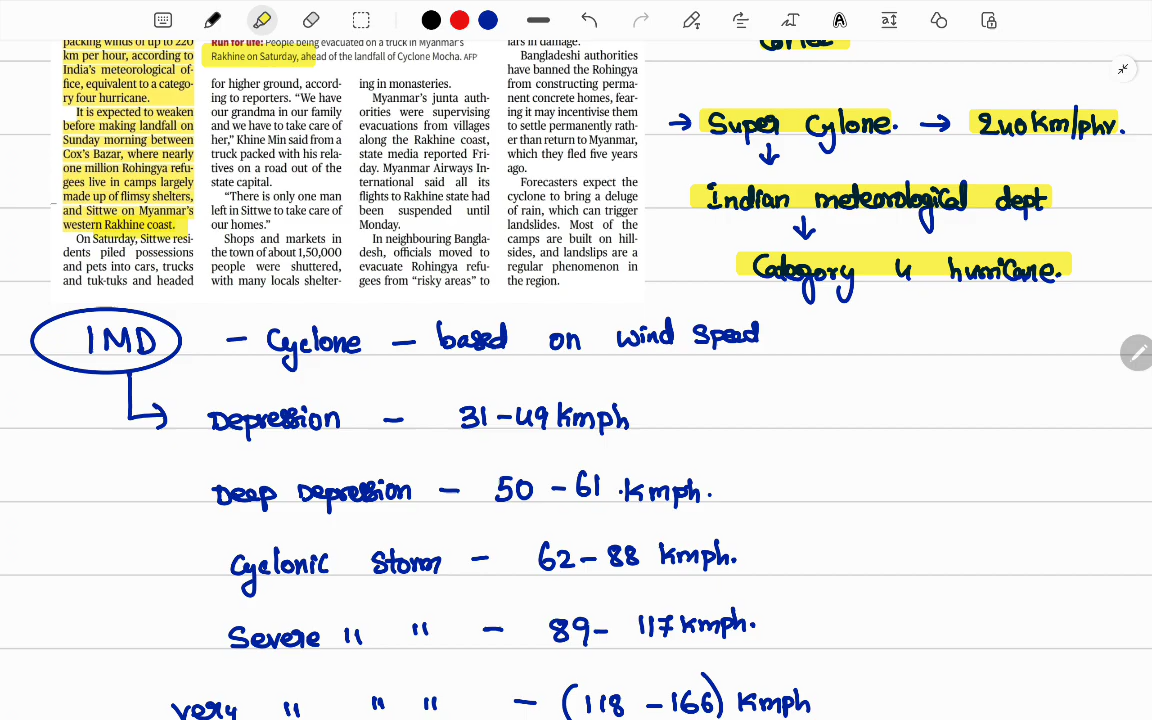 packing winds of up to 220
km per hour, according to
India's meteorological of-
fice, equivalent to a catego-
ry four hurricane.
It is expected to weaken
before making landfall on
Sunday morning between
Cox's Bazar, where nearly
one million Rohingya refu-
gees live in camps largely
made up of flimsy shelters,
and Sittwe on Myanmar's
western Rakhine coast.
On Saturday, Sittwe resi-
dents piled possessions
and pets into cars, trucks
and tuk-tuks and headed
Run for life: People being evacuated on a truck in Myanmar's
Rakhine on Saturday, ahead of the landfall of Cyclone Mocha. AFP
for higher ground, accord-
ing to reporters. "We have
our grandma in our family
and we have to take care of
her," Khine Min said from a
truck packed with his rela-
tives on a road out of the
state capital.
"There is only one man
left in Sittwe to take care of
our homes."
Shops and markets in
the town of about 1,50,000
people were shuttered,
with many locals shelter-
ing in monasteries.
Myanmar's junta auth-
orities were supervising
evacuations from villages
along the Rakhine coast,
state media reported Fri-
day. Myanmar Airways In-
ternational said all its
flights to Rakhine state had
been suspended until
Monday.
In neighbouring Bangla-
desh, officials moved to
evacuate Rohingya refu-
gees from "risky areas" to
lars in damage.
Bangladeshi authorities
have banned the Rohingya
from constructing perma-
nent concrete homes, fear-
ing it may incentivise them
to settle permanently rath-
er than return to Myanmar,
which they fled five years
ago.
Forecasters expect the
cyclone to bring a deluge
of rain, which can trigger
landslides. Most of the
camps are built on hill-
sides, and landslips are a
regular phenomenon in
the region.
→ Super Cylone. → 240 km/phr.
↓
Indian meteorological dept
↓
Category 4 hurricane.
IMD - Cyclone - based on wind speed
Depression - 31-49 kmph
Deep Depression - 50-61 kmph.
Cyclonic Storm - 62-88 kmph.
Severe " " - 89-117 kmph.
very " " " - (118-166) kmph